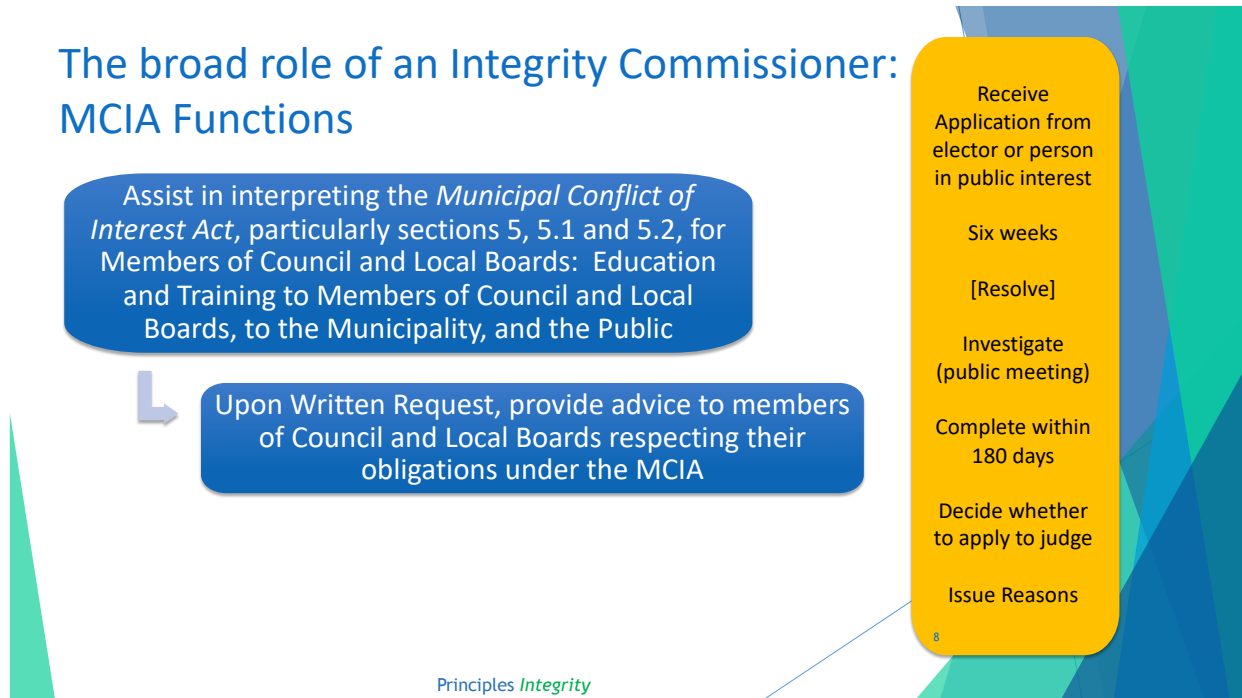 The broad role of an Integrity Commissioner:
MCIA Functions
Assist in interpreting the Municipal Conflict of
Interest Act, particularly sections 5, 5.1 and 5.2, for
Members of Council and Local Boards: Education
and Training to Members of Council and Local
Boards, to the Municipality, and the Public
Upon Written Request, provide advice to members
of Council and Local Boards respecting their
obligations under the MCIA
Receive
Application from
elector or person
in public interest
Six weeks
[Resolve]
Investigate
(public meeting)
Complete within
180 days
Decide whether
to apply to judge
Issue Reasons
8
Principles Integrity